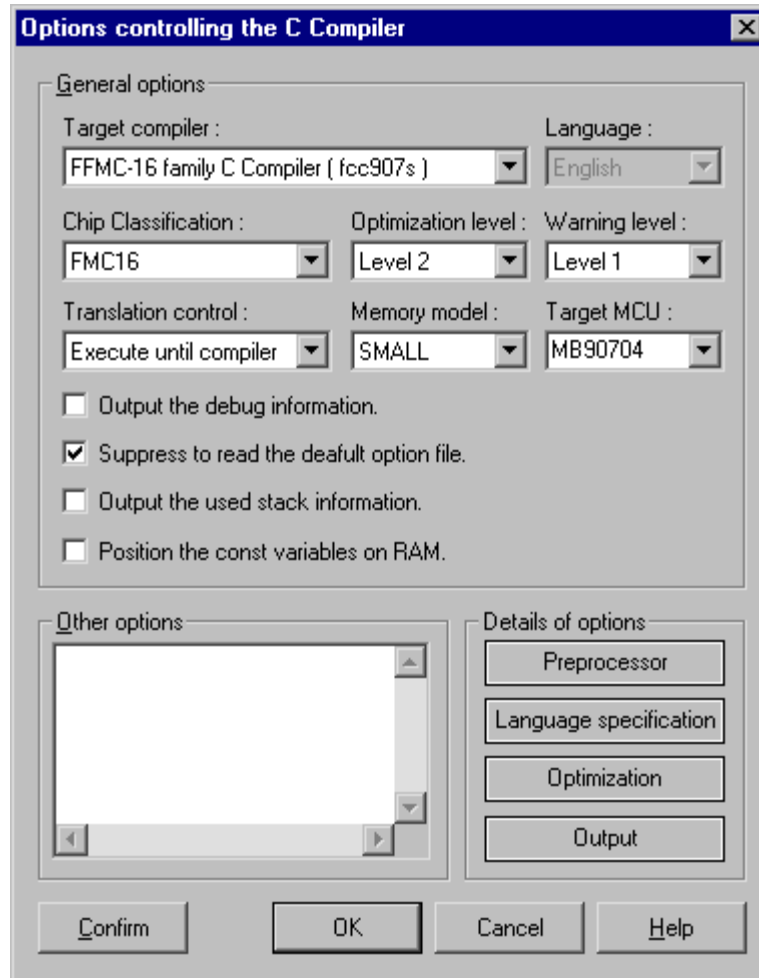 Options controlling the C Compiler
General options
Target compiler : Language :
FFMC-16 family C Compiler ( fcc907s ) English
Chip Classification : Optimization level : Warning level :
FMC16 Level 2 Level 1
Translation control : Memory model : Target MCU :
Execute until compiler SMALL MB90704
Output the debug information.
Suppress to read the deafult option file.
Output the used stack information.
Position the const variables on RAM.
Other options Details of options
Preprocessor
Language specification
Optimization
Output
Confirm OK Cancel Help